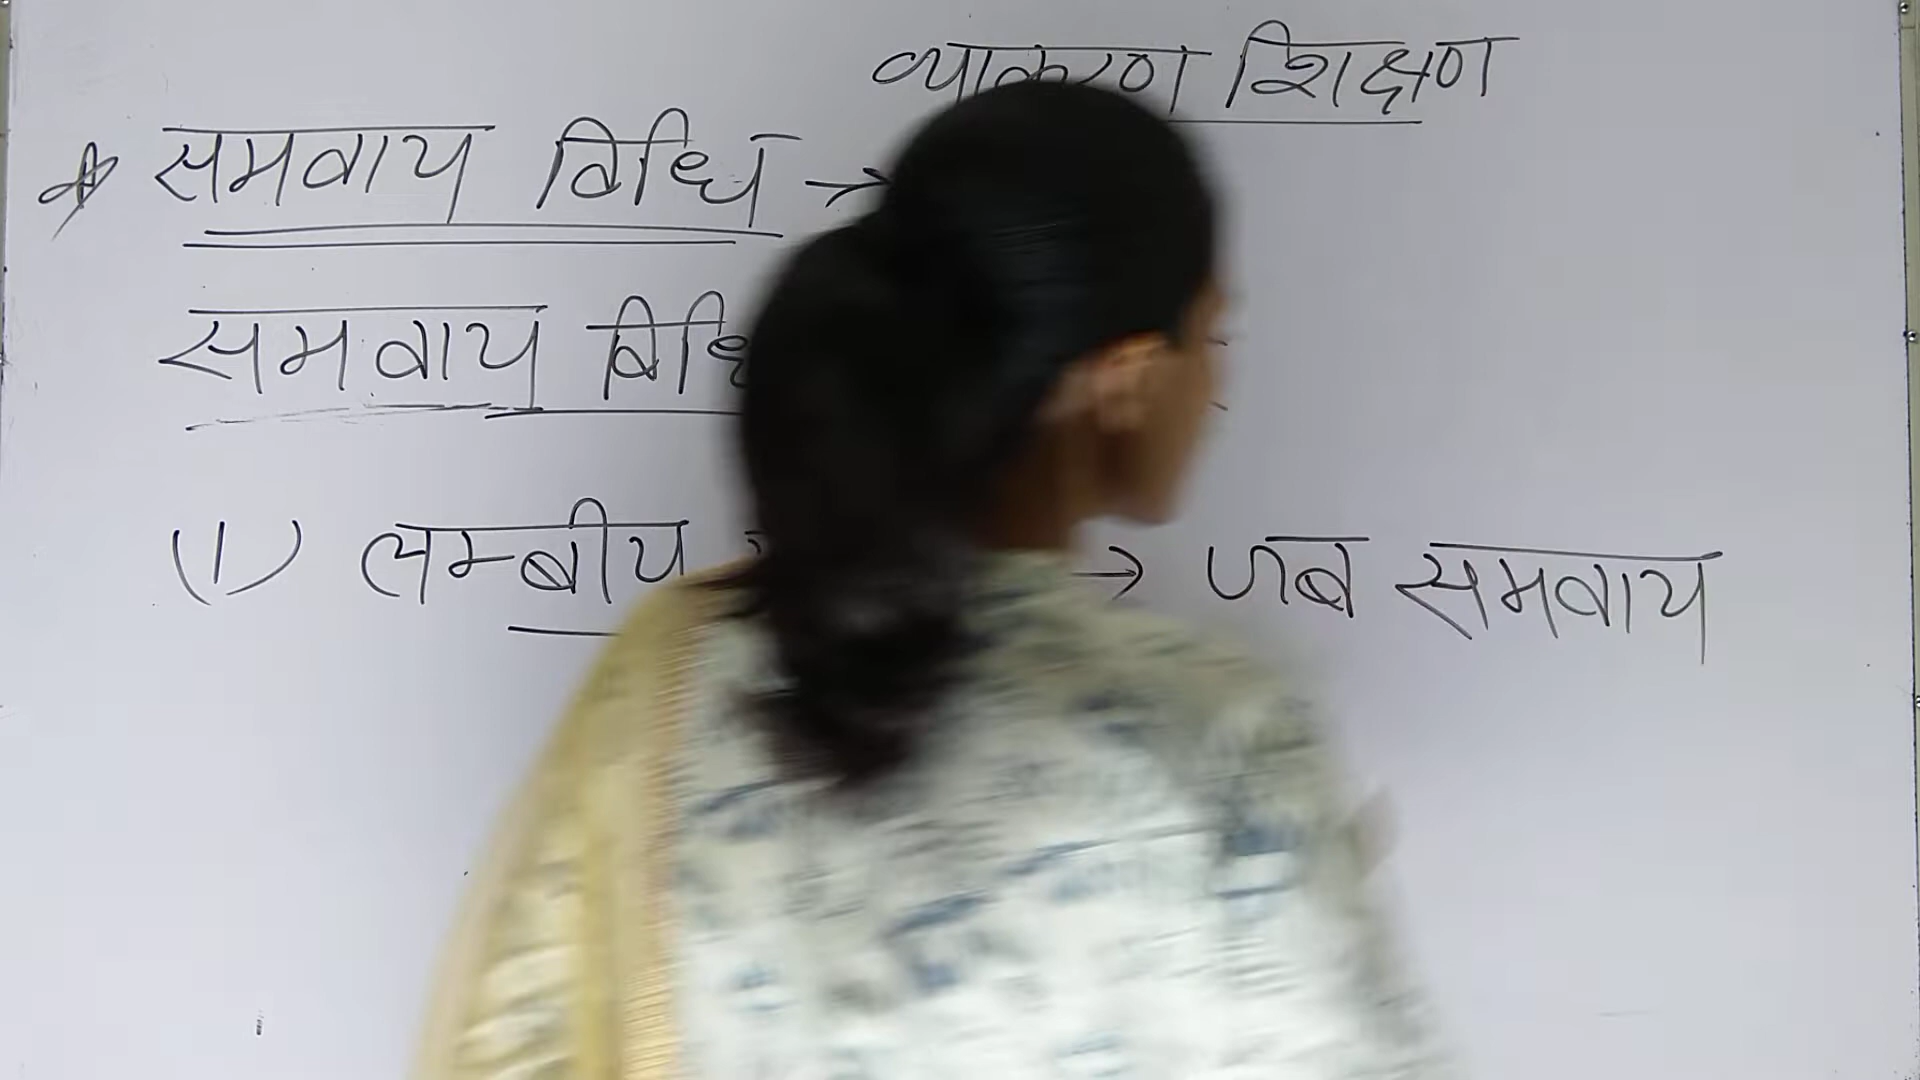 व्याकरण शिक्षण
* समवाय विधि →
समवाय विधि
(1) लम्बीय → जब समवाय